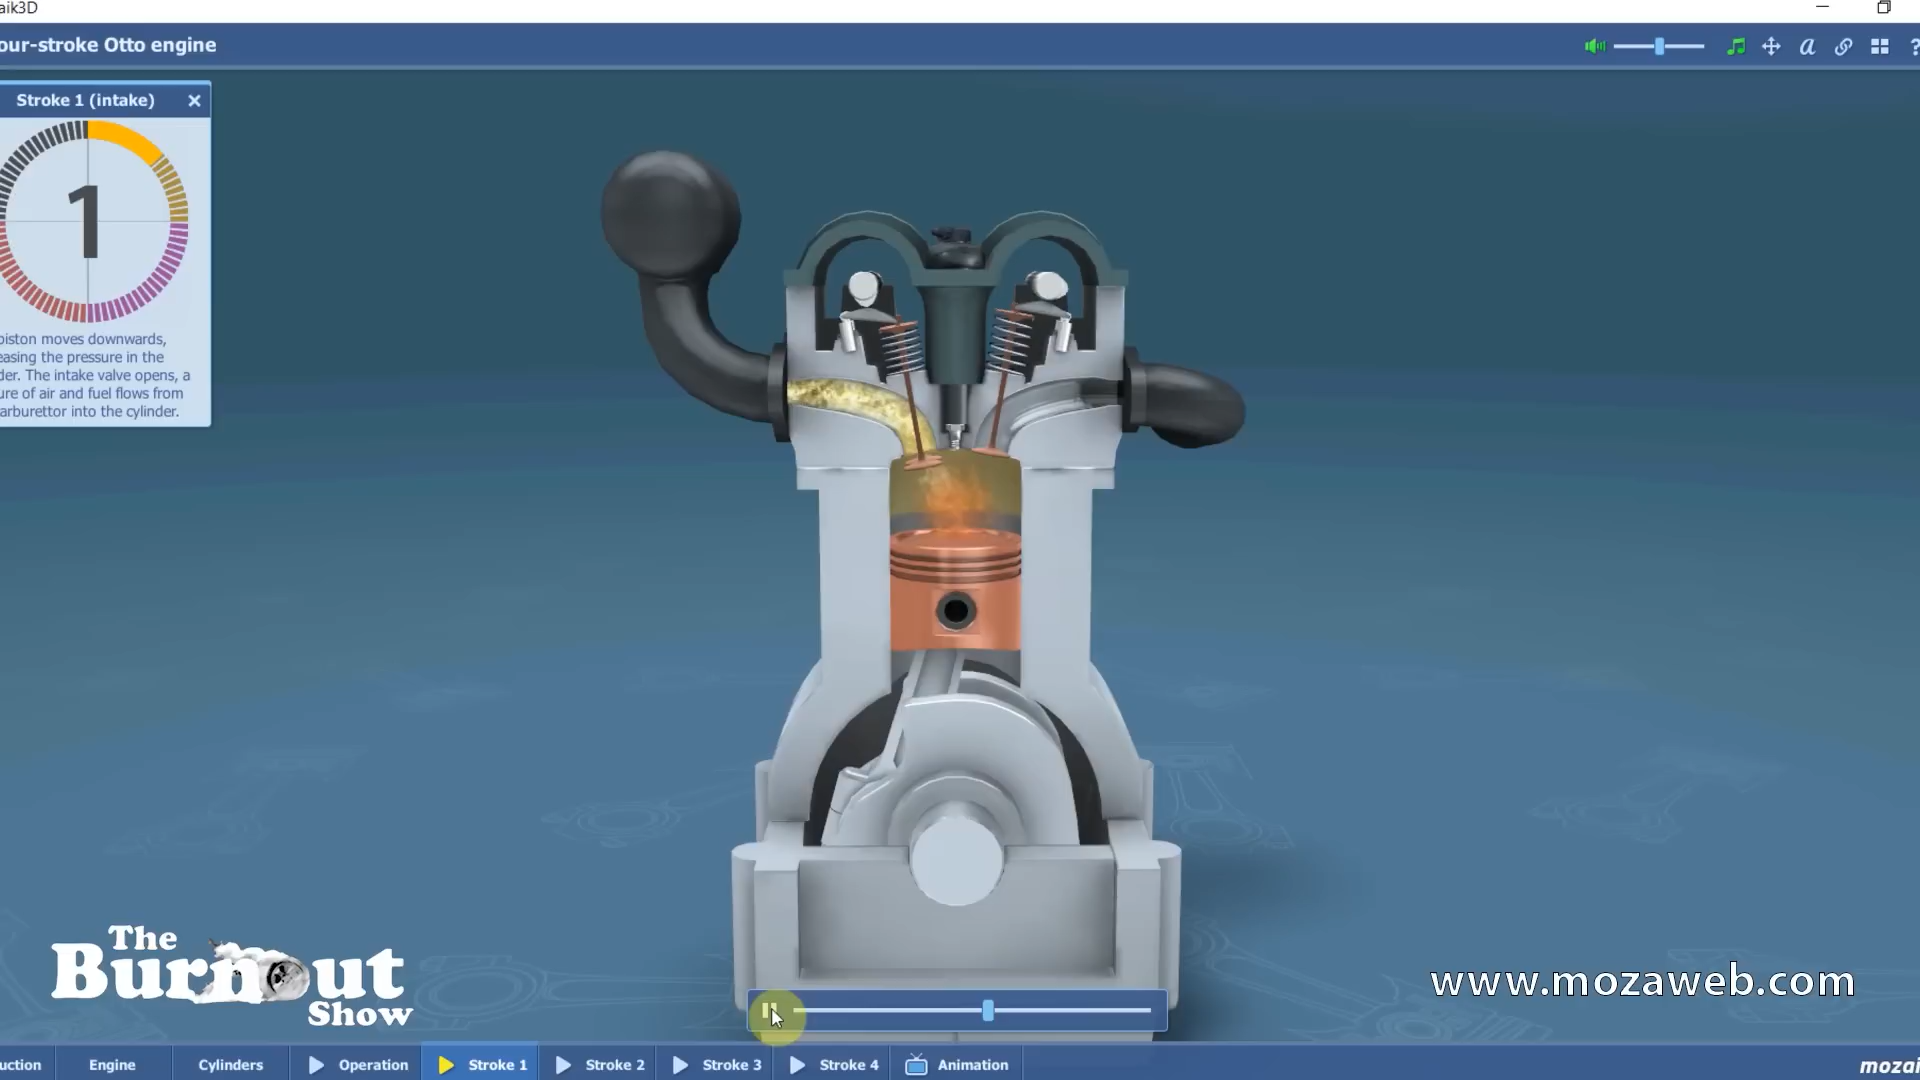 aik3D
our-stroke Otto engine
Stroke 1 (intake)
1
piston moves downwards,
easing the pressure in the
der. The intake valve opens, a
ure of air and fuel flows from
arburettor into the cylinder.
The
Burnout
Show
www.mozaweb.com
uction Engine Cylinders Operation Stroke 1 Stroke 2 Stroke 3 Stroke 4 Animation mozai